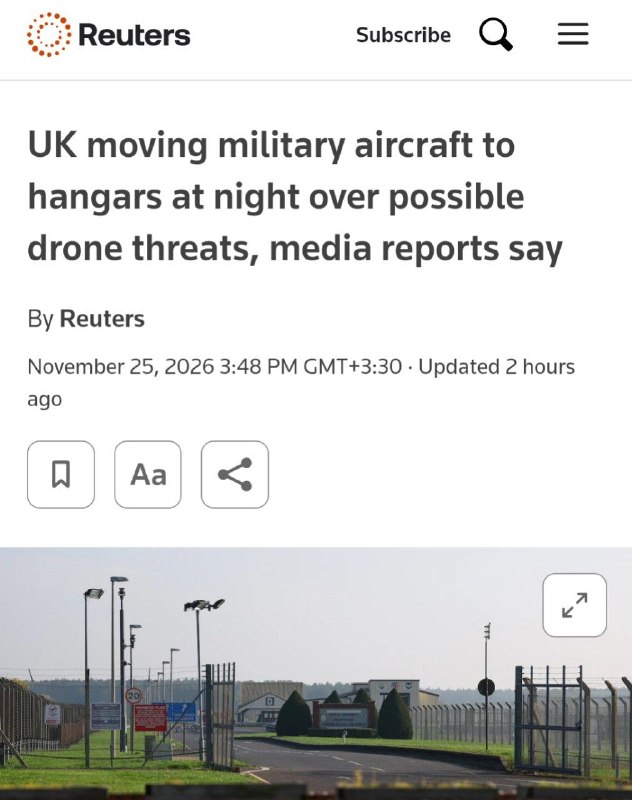 Reuters
Subscribe
UK moving military aircraft to
hangars at night over possible
drone threats, media reports say
By Reuters
November 25, 2026 3:48 PM GMT+3:30 · Updated 2 hours
ago
Aa
20